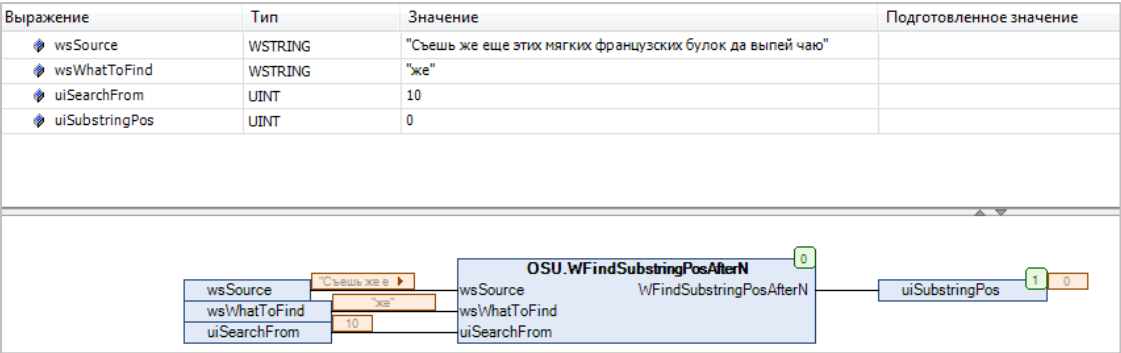 Выражение Тип Значение Подготовленное значение
wsSource WSTRING "Съешь же еще этих мягких французских булок да выпей чаю"
wsWhatToFind WSTRING "же"
uiSearchFrom UINT 10
uiSubstringPos UINT 0
0
OSU.WFindSubstringPosAfterN
"Съешь же е
wsSource wsSource WFindSubstringPosAfterN uiSubstringPos 1 0
"же"
wsWhatToFind wsWhatToFind
10
uiSearchFrom uiSearchFrom